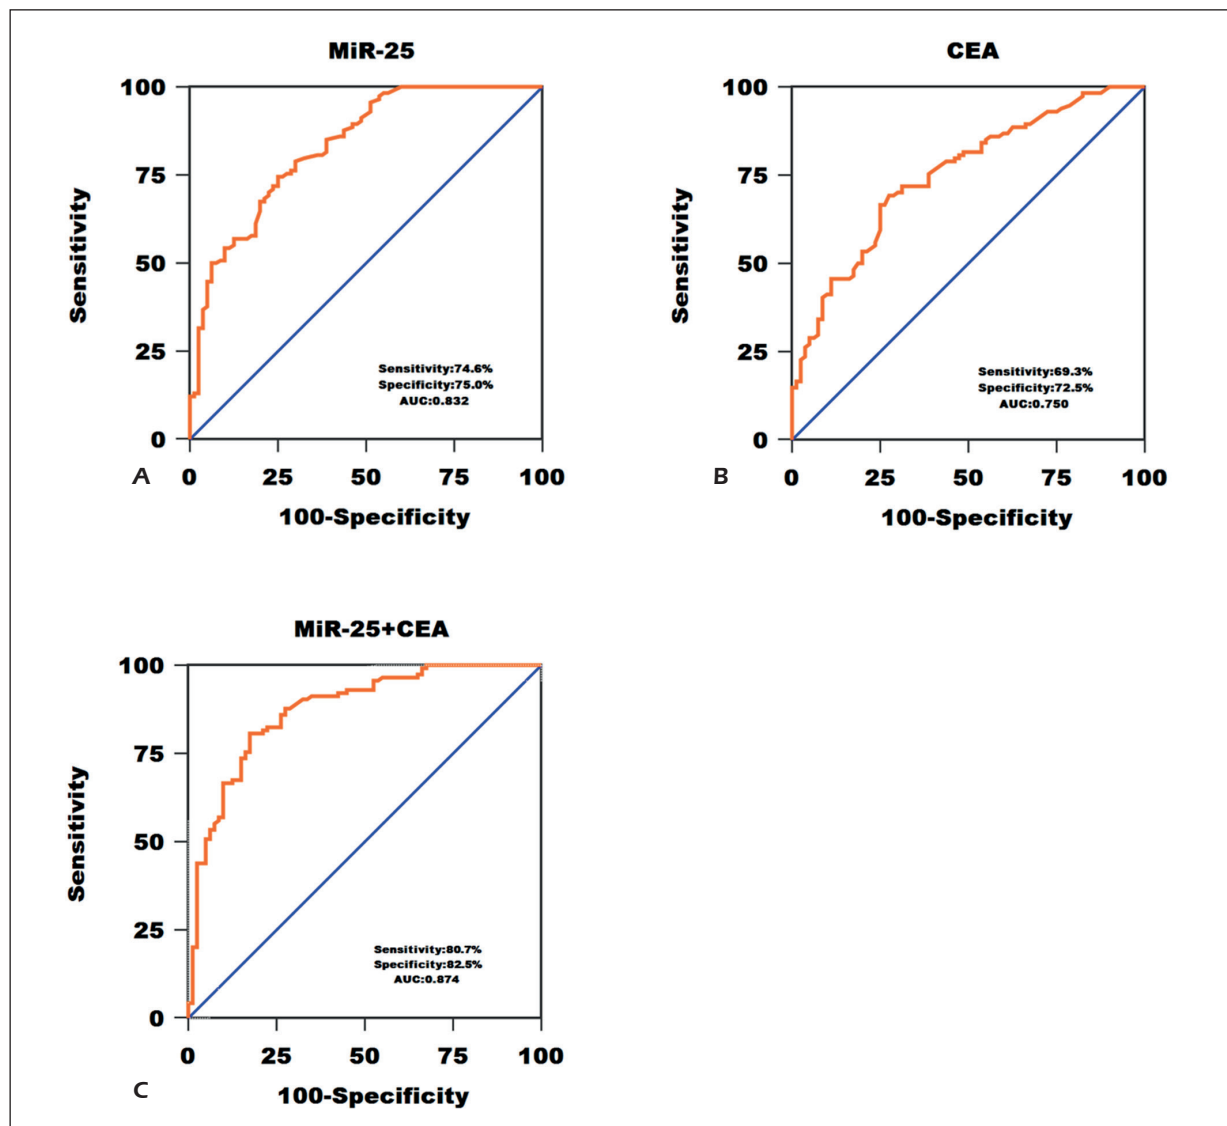 MiR-25
100
75
50
25
0
Sensitivity
Sensitivity:74.6%
Specificity:75.0%
AUC:0.832
A
0 25 50 75 100
100-Specificity
CEA
100
75
50
25
0
Sensitivity
Sensitivity:69.3%
Specificity:72.5%
AUC:0.750
B
0 25 50 75 100
100-Specificity
MiR-25+CEA
100
75
50
25
0
Sensitivity
Sensitivity:80.7%
Specificity:82.5%
AUC:0.874
0 25 50 75 100
C
100-Specificity